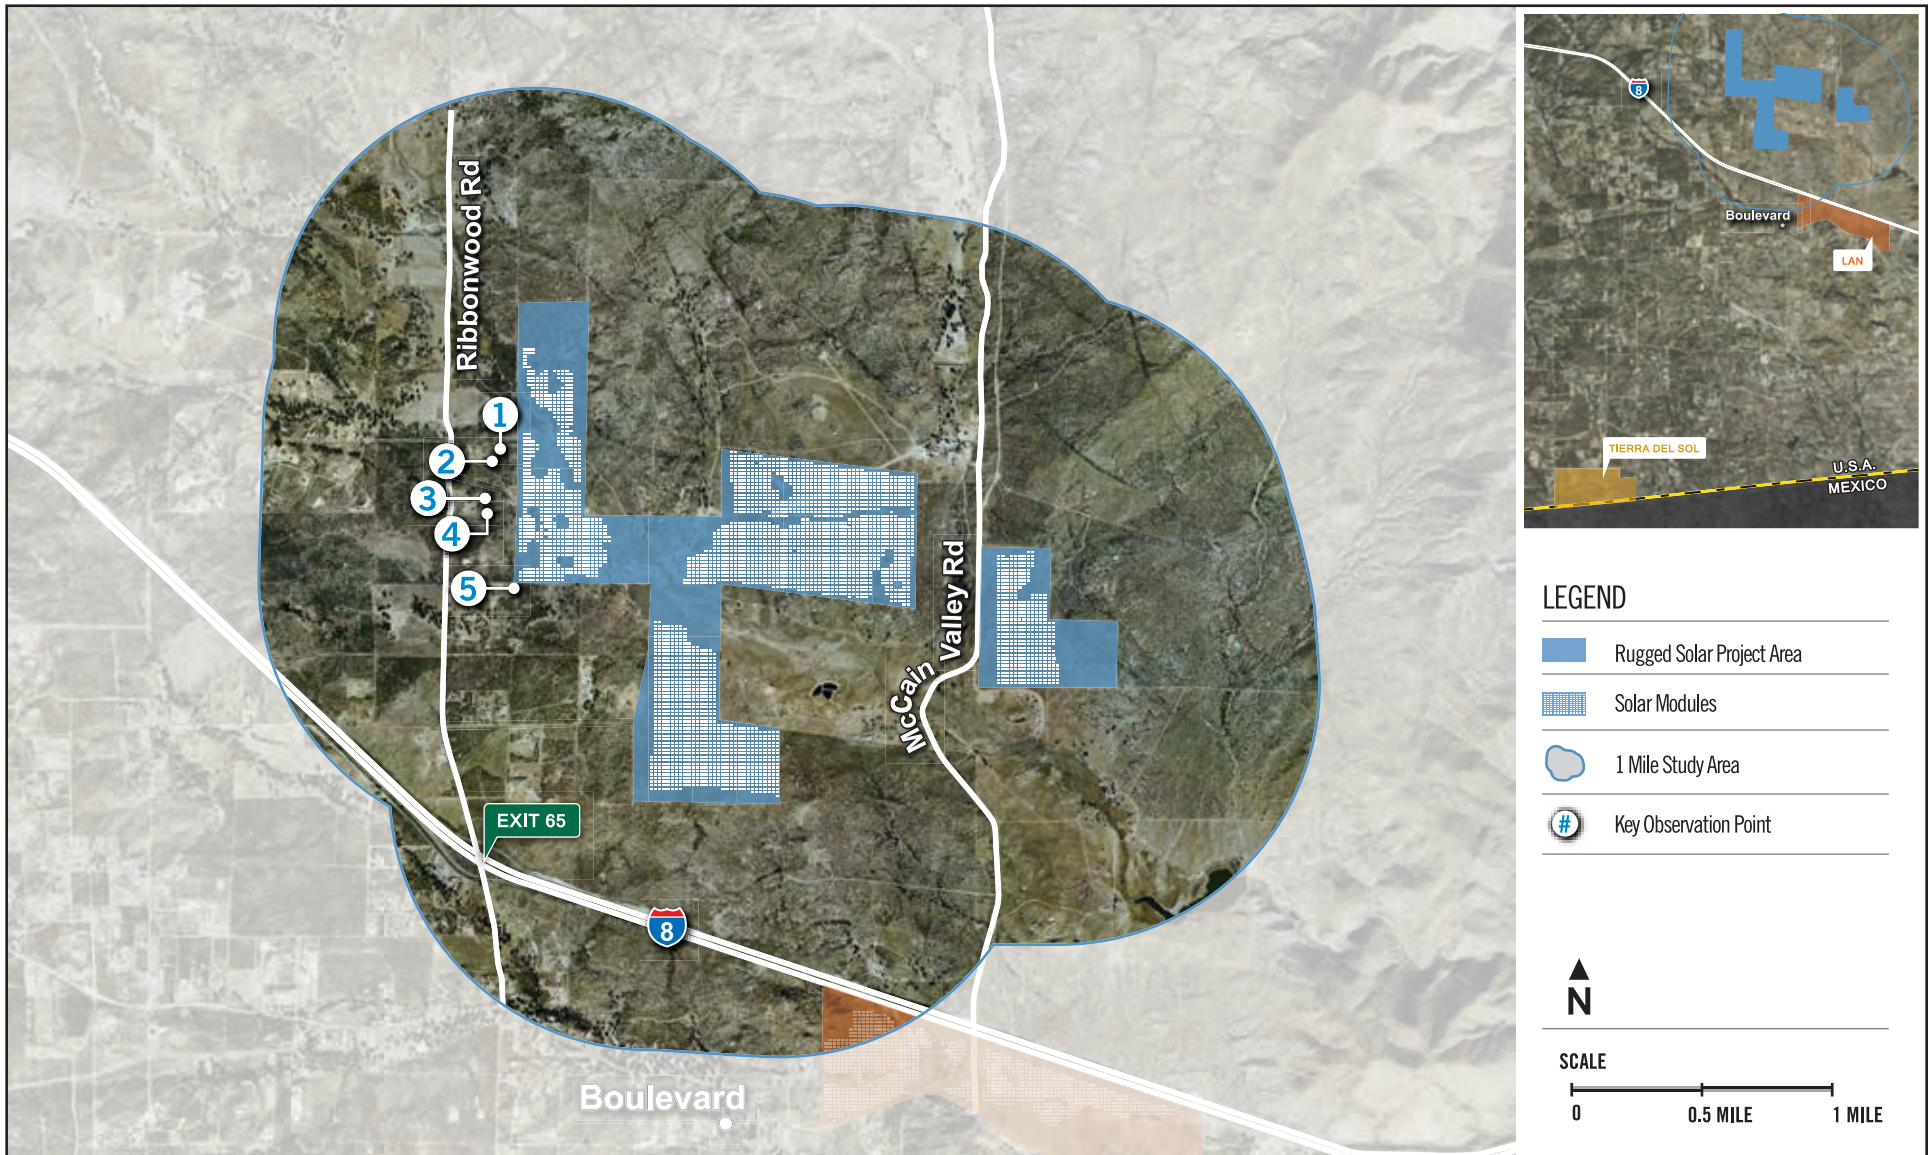 Ribbonwood Rd
1
2
3
4
5
McCain Valley Rd
EXIT 65
8
Boulevard
8
Boulevard
LAN
TIERRA DEL SOL
U.S.A.
MEXICO
LEGEND
Rugged Solar Project Area
Solar Modules
1 Mile Study Area
# Key Observation Point
N
SCALE
0 0.5 MILE 1 MILE